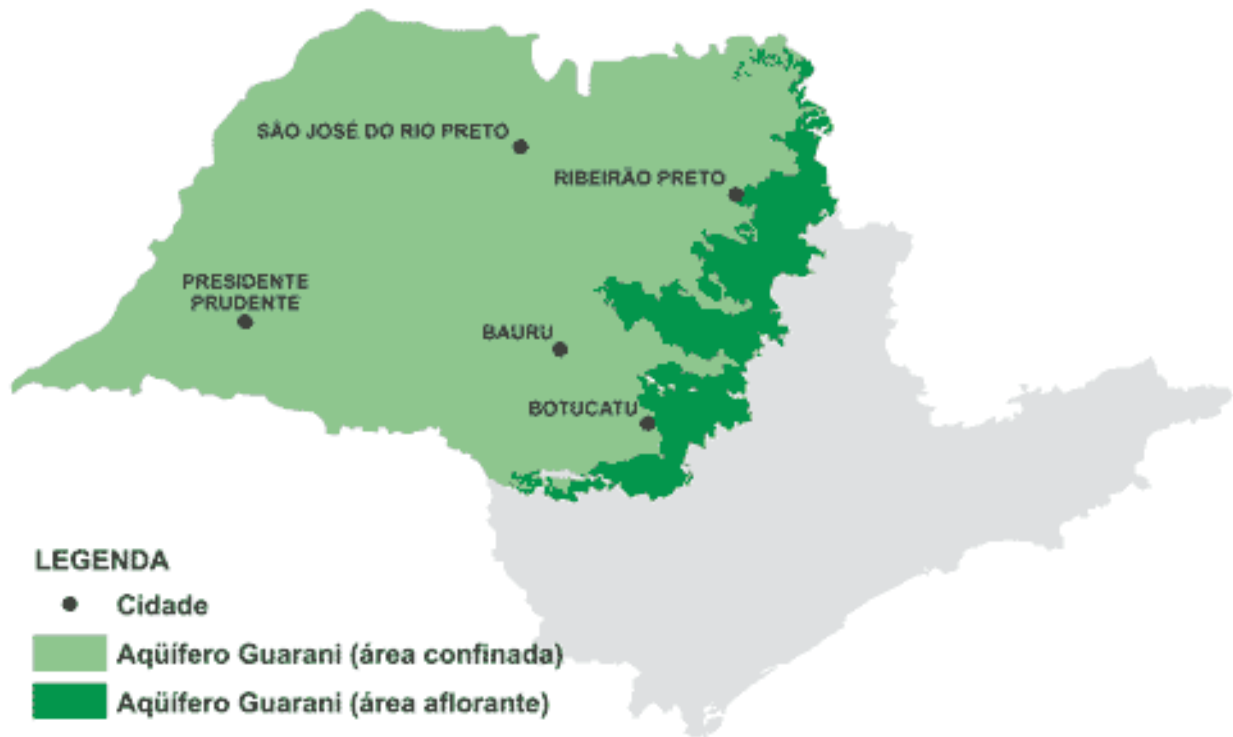 SÃO JOSÉ DO RIO PRETO
RIBEIRÃO PRETO
PRESIDENTE
PRUDENTE
BAURU
BOTUCATU
LEGENDA
Cidade
Aqüífero Guarani (área confinada)
Aqüífero Guarani (área aflorante)